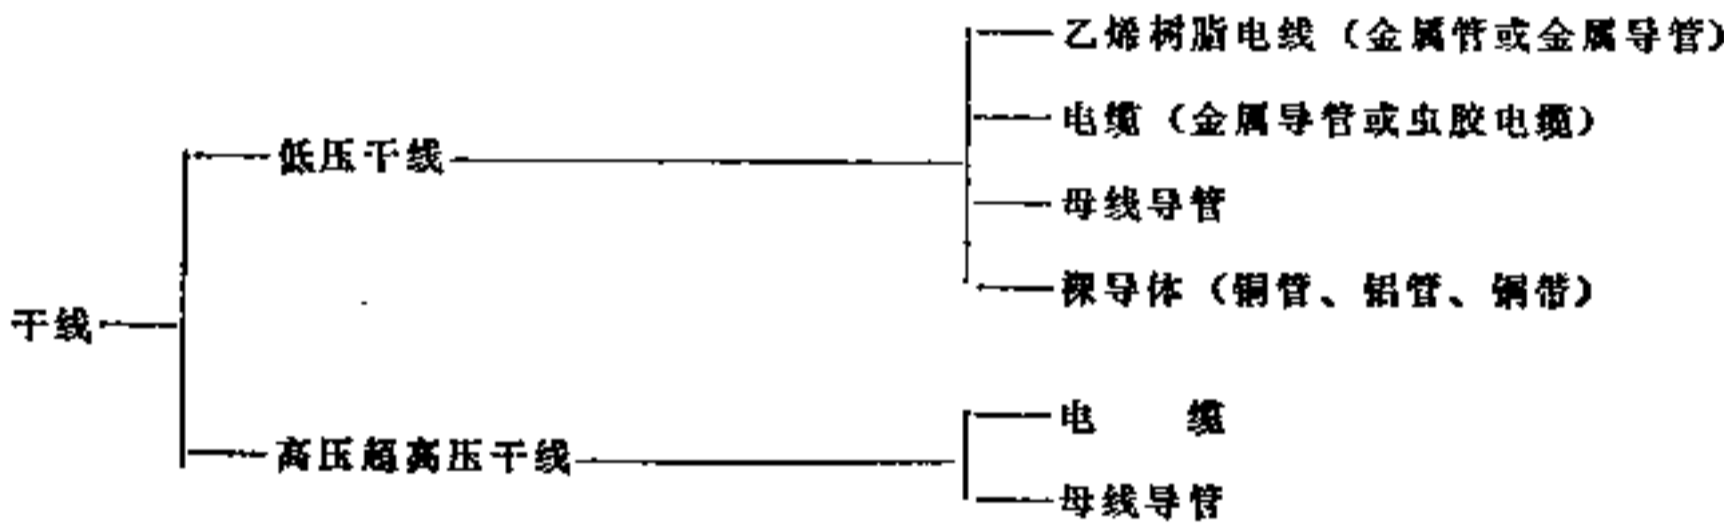 乙烯树脂电线（金属管或金属导管）
电缆（金属导管或虫胶电缆）
低压干线
母线导管
裸导体（铜管、铝管、铜带）
干线
电 缆
高压超高压干线
母线导管